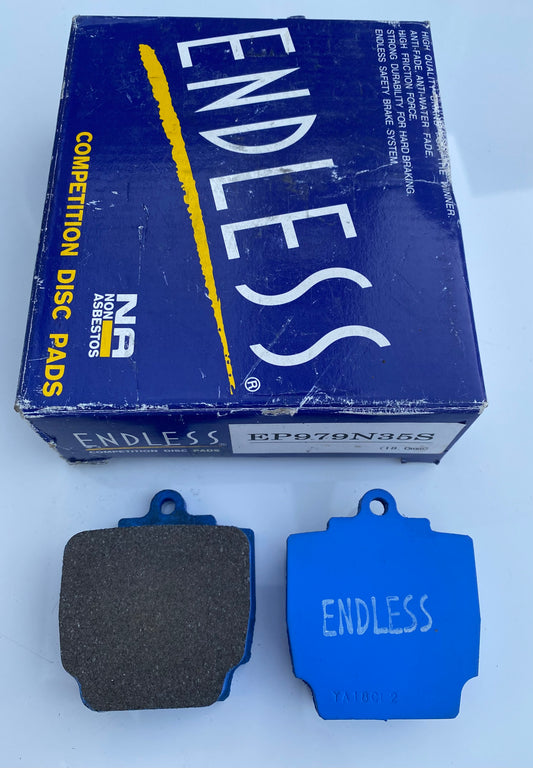 HIGH QUALITY
WINNER.
ANTI-FADE, ANTI-WATER FADE.
HIGH FRICTION FORCE.
STRONG DURABILITY FOR HARD BRAKING.
ENDLESS SAFETY BRAKE SYSTEM.
ENDLESS®
NA
NON
ASBESTOS
COMPETITION DISC PADS
ENDLESS
COMPETITION DISC PADS
EP979N35S
ENDLESS